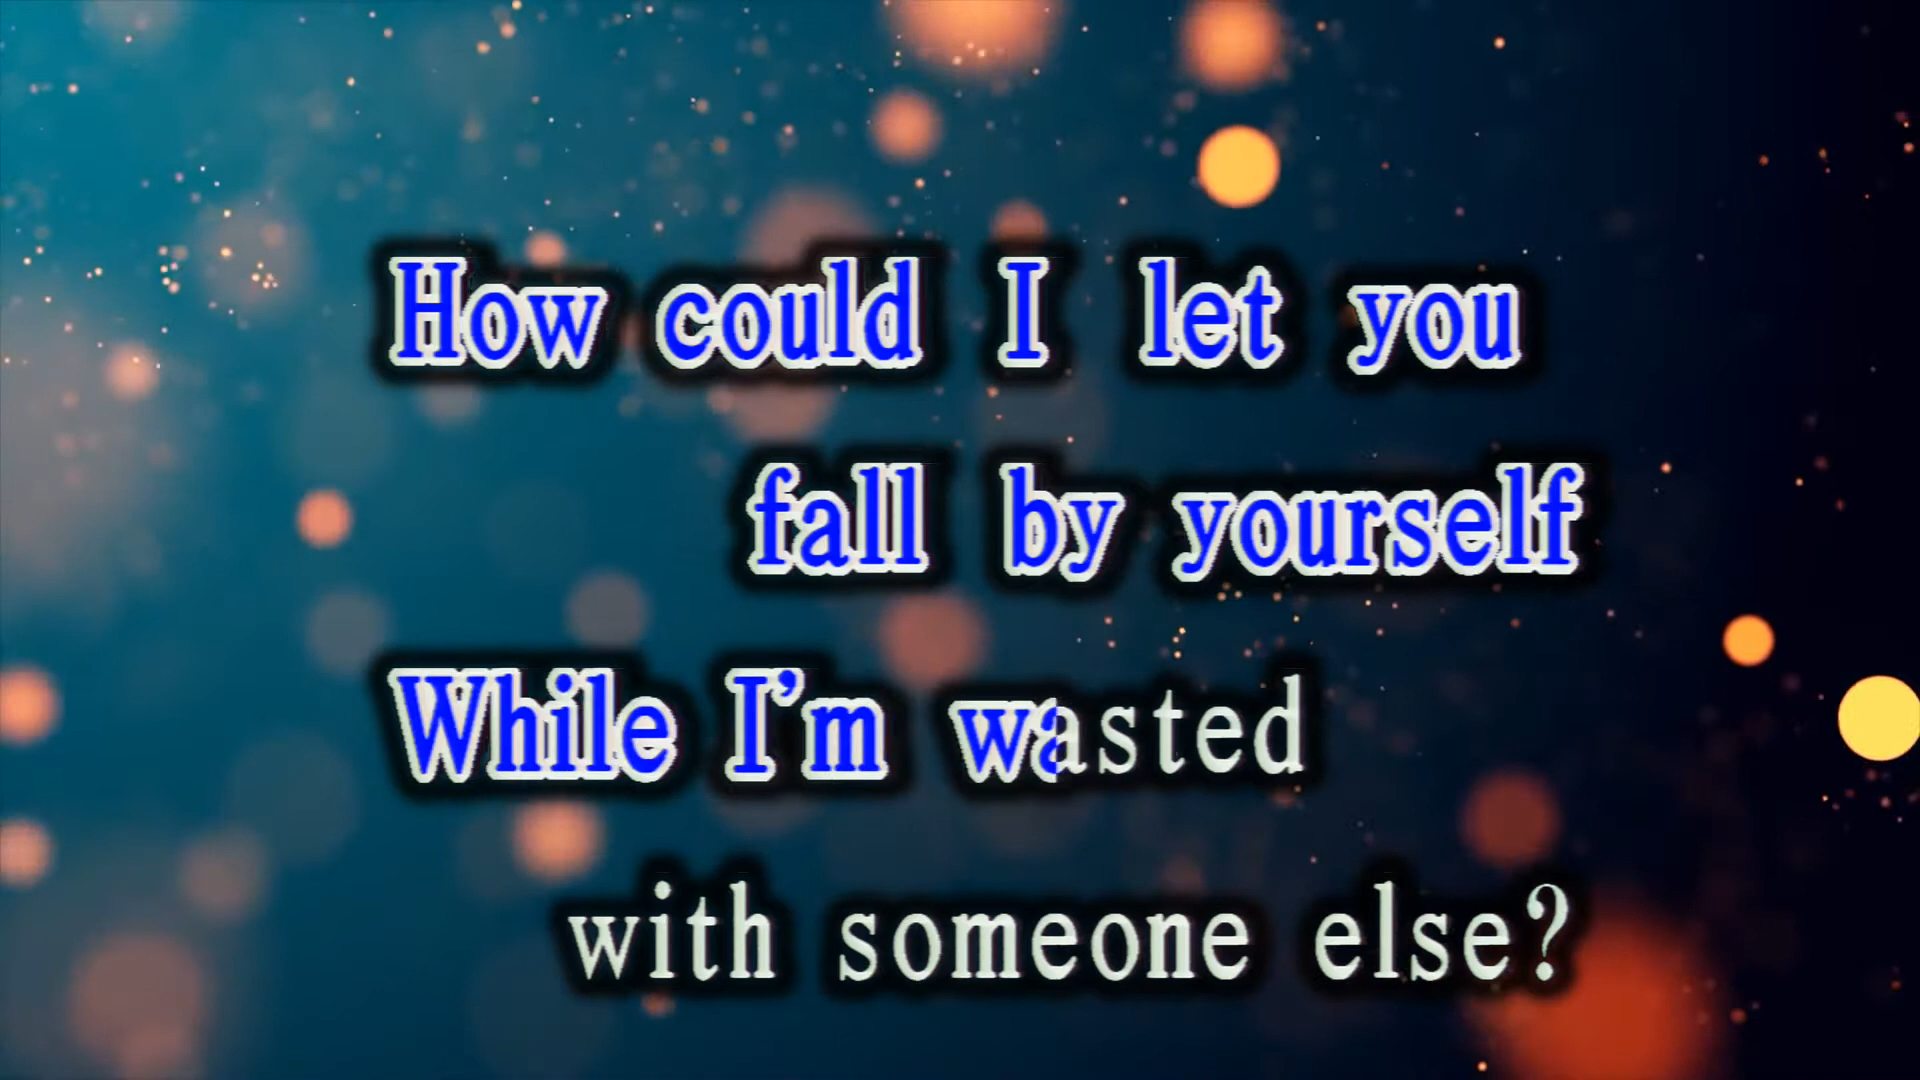 How could I let you
fall by yourself
While I'm wasted
with someone else?